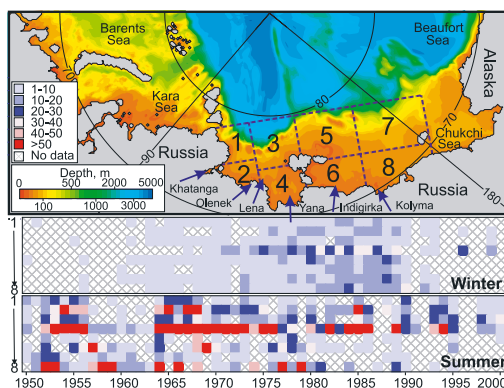 Barents
Sea
Beaufort
Sea
Alaska
Kara
Sea
Chukchi
Sea
1-10
10-20
20-30
30-40
40-50
>50
No data
Depth, m
0 200 1000 3000 5000
100 500 2000 4000
Russia
Russia
-80
-70
-90
-180
1 3 5 7
2 4 6 8
Khatanga
Olenek
Lena
Yana
Indigirka
Kolyma
1
8
Winter
1
8
Summer
1950 1955 1960 1965 1970 1975 1980 1985 1990 1995 200